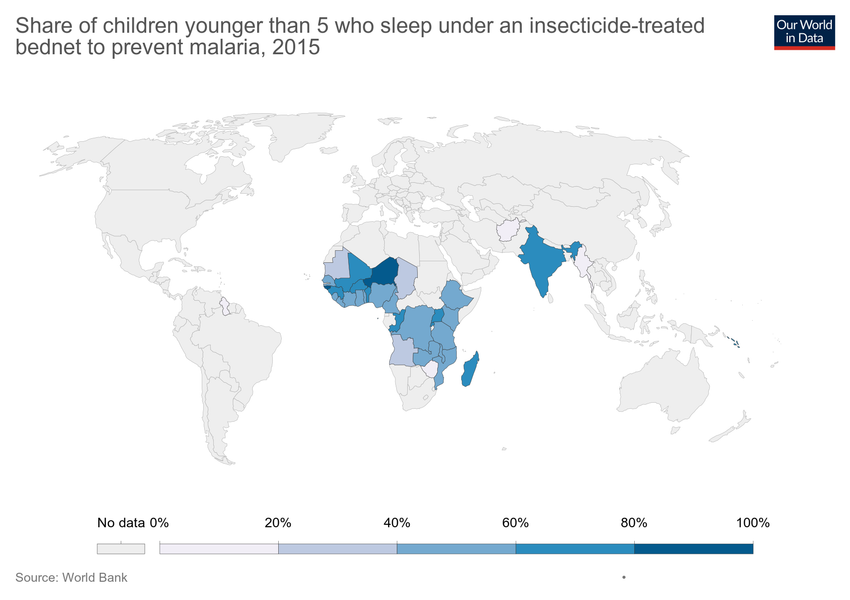 Share of children younger than 5 who sleep under an insecticide-treated
bednet to prevent malaria, 2015
Our World
in Data
No data 0% 20% 40% 60% 80% 100%
Source: World Bank